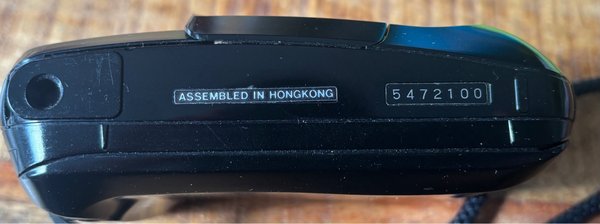 ASSEMBLED IN HONGKONG
5472100